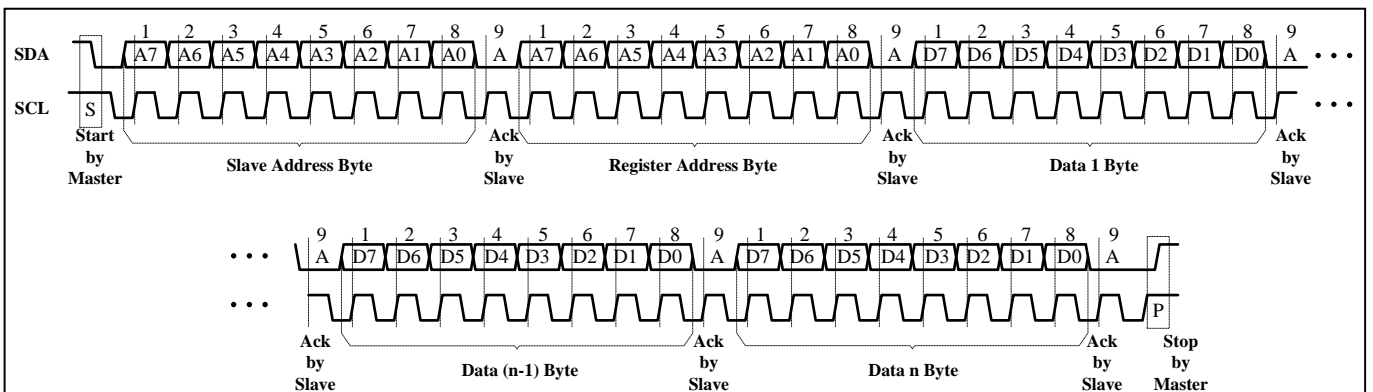 1 2 3 4 5 6 7 8 9 1 2 3 4 5 6 7 8 9 1 2 3 4 5 6 7 8 9
SDA A7 A6 A5 A4 A3 A2 A1 A0 A A7 A6 A5 A4 A3 A2 A1 A0 A D7 D6 D5 D4 D3 D2 D1 D0 A • • •
SCL S • • •
Start by Master
Slave Address Byte
Ack by Slave
Register Address Byte
Ack by Slave
Data 1 Byte
Ack by Slave
9 1 2 3 4 5 6 7 8 9 1 2 3 4 5 6 7 8 9
• • • A D7 D6 D5 D4 D3 D2 D1 D0 A D7 D6 D5 D4 D3 D2 D1 D0 A
• • • P
Ack by Slave
Data (n-1) Byte
Ack by Slave
Data n Byte
Ack by Slave
Stop by Master